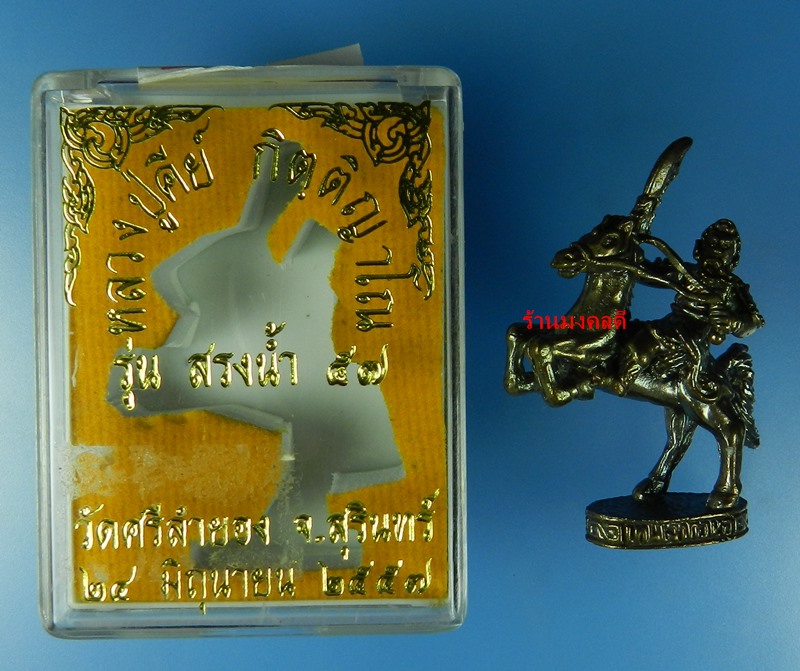 หลวงปู่คีย์ กิตฺติญาโณ
รุ่น สรงน้ำ ๕๗
วัดศรีลำยอง จ.สุรินทร์
๒๔ มิถุนายน ๒๕๕๗
ร้านมงคลดี